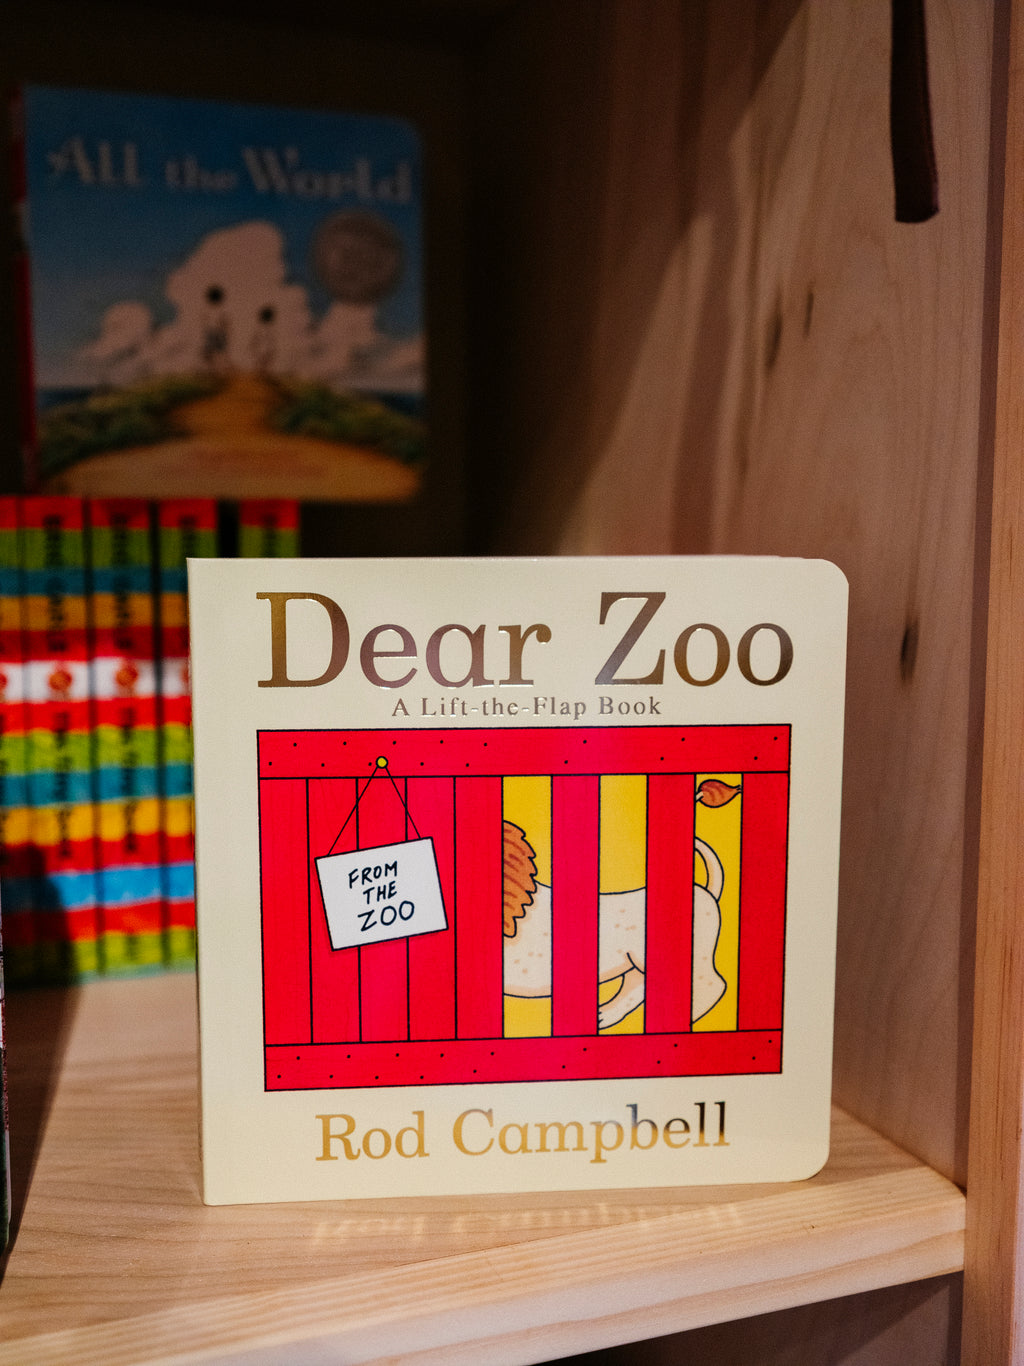 All the World
Dear Zoo
A Lift-the-Flap Book
FROM
THE
ZOO
Rod Campbell